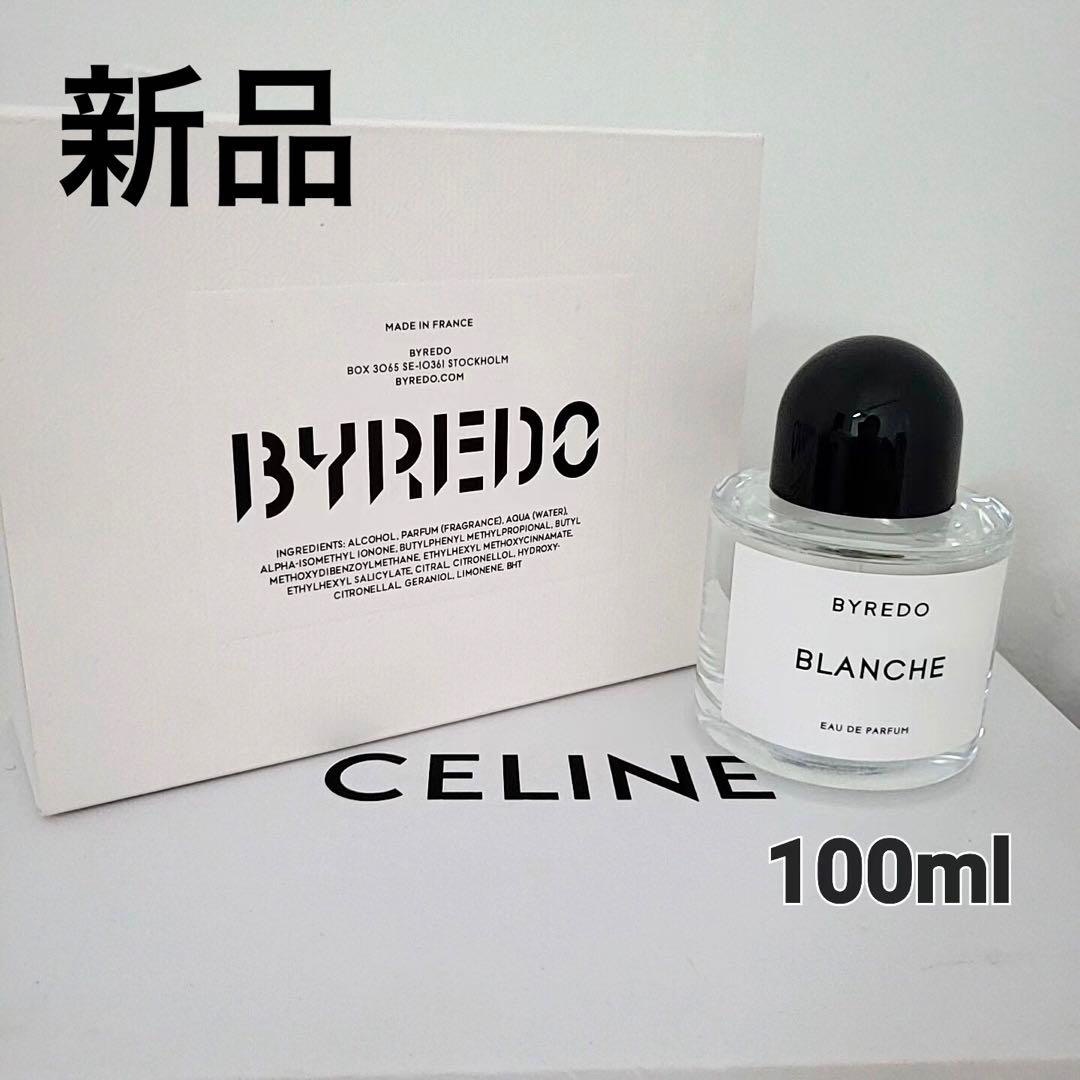 新品
MADE IN FRANCE
BYREDO
BOX 3065 SE-10361 STOCKHOLM
BYREDO.COM
BYREDO
INGREDIENTS: ALCOHOL, PARFUM (FRAGRANCE), AQUA (WATER),
ALPHA-ISOMETHYL IONONE, BUTYLPHENYL METHYLPROPIONAL, BUTYL
METHOXYDIBENZOYLMETHANE, ETHYLHEXYL METHOXYCINNAMATE,
ETHYLHEXYL SALICYLATE, CITRAL, CITRONELLOL, HYDROXY-
CITRONELLAL, GERANIOL, LIMONENE, BHT
BYREDO
BLANCHE
EAU DE PARFUM
CELINE
100ml